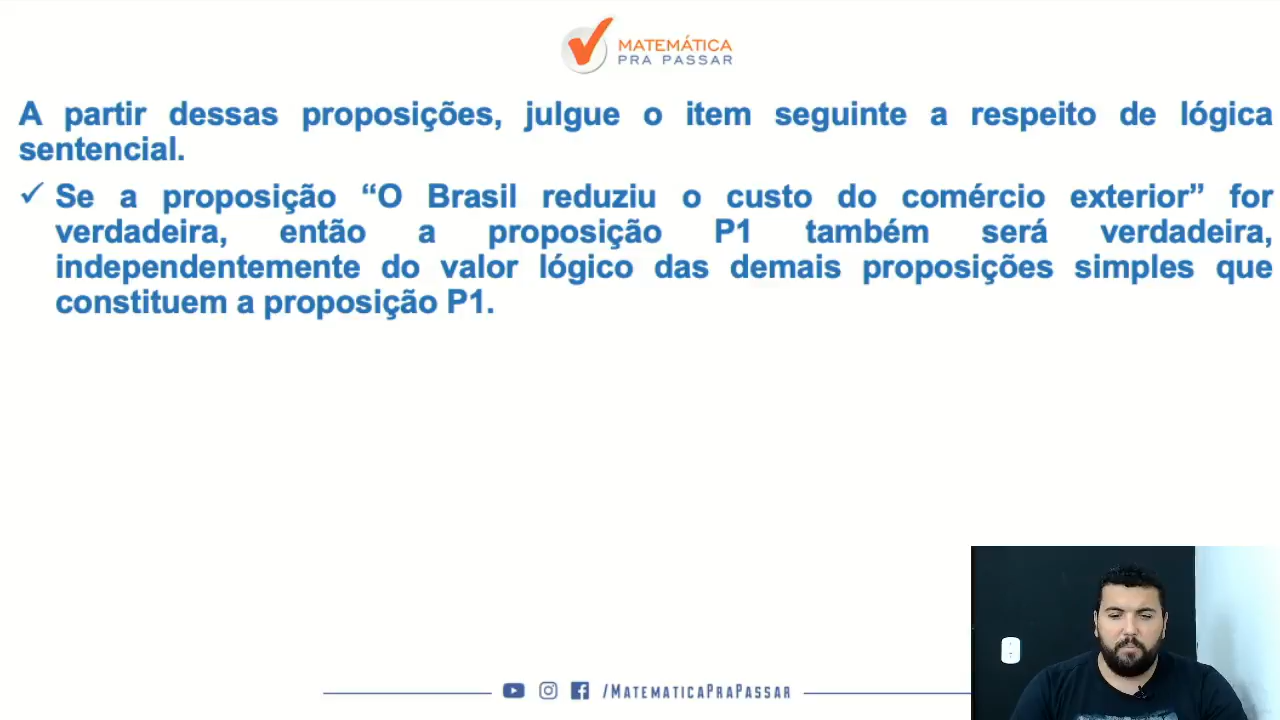 MATEMÁTICA
PRA PASSAR
A partir dessas proposições, julgue o item seguinte a respeito de lógica
sentencial.
✓ Se a proposição “O Brasil reduziu o custo do comércio exterior” for
verdadeira, então a proposição P1 também será verdadeira,
independentemente do valor lógico das demais proposições simples que
constituem a proposição P1.
/MATEMATICAPRAPASSAR